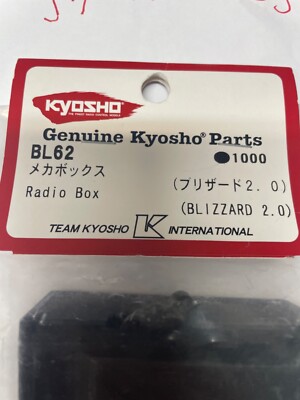 KYOSHO
THE FINEST RADIO CONTROL MODELS
Genuine Kyosho® Parts
BL62
●1000
メカボックス
Radio Box
(ブリザード2.0)
(BLIZZARD 2.0)
TEAM KYOSHO K INTERNATIONAL